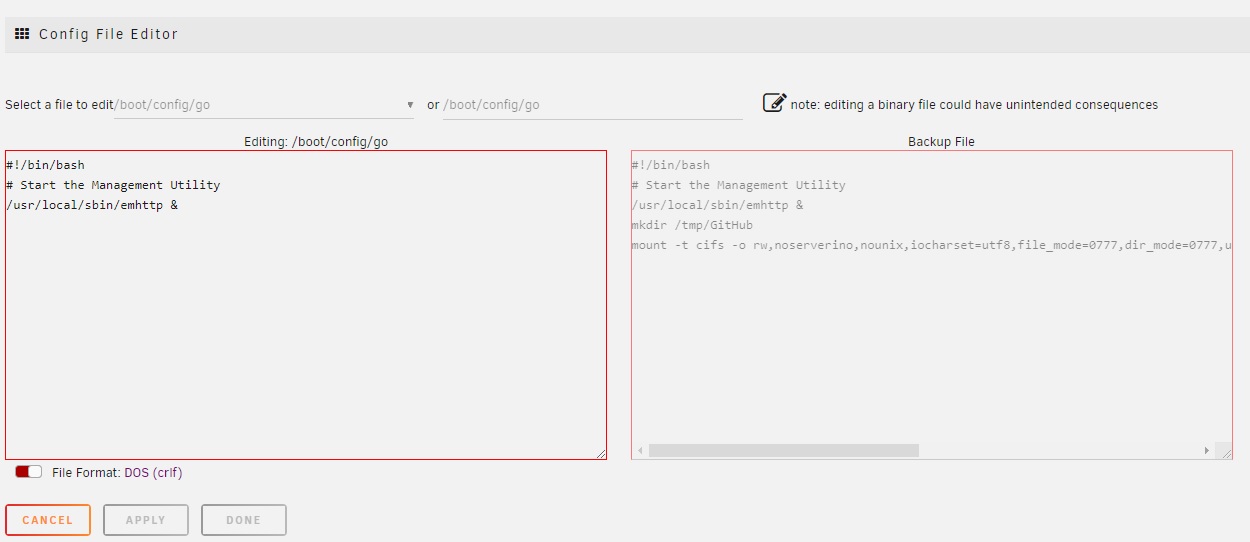 Config File Editor
Select a file to edit /boot/config/go or /boot/config/go note: editing a binary file could have unintended consequences
Editing: /boot/config/go
#!/bin/bash
# Start the Management Utility
/usr/local/sbin/emhttp &
Backup File
#!/bin/bash
# Start the Management Utility
/usr/local/sbin/emhttp &
mkdir /tmp/GitHub
mount -t cifs -o rw,noserverino,nounix,iocharset=utf8,file_mode=0777,dir_mode=0777,u
File Format: DOS (crlf)
CANCEL APPLY DONE